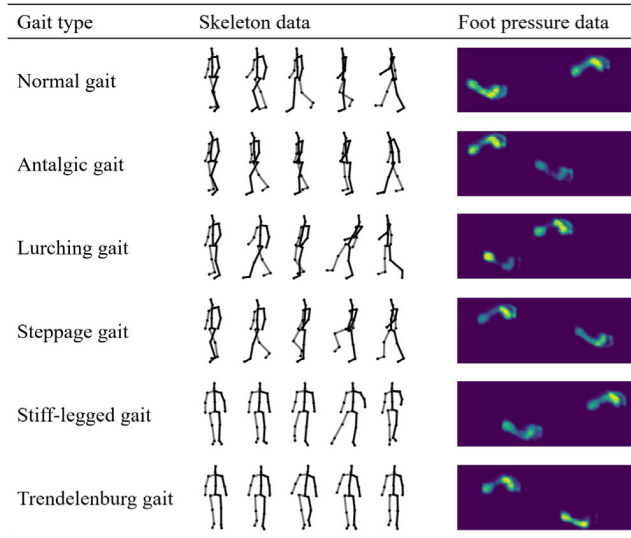 Gait type Skeleton data Foot pressure data
Normal gait
Antalgic gait
Lurching gait
Steppage gait
Stiff-legged gait
Trendelenburg gait